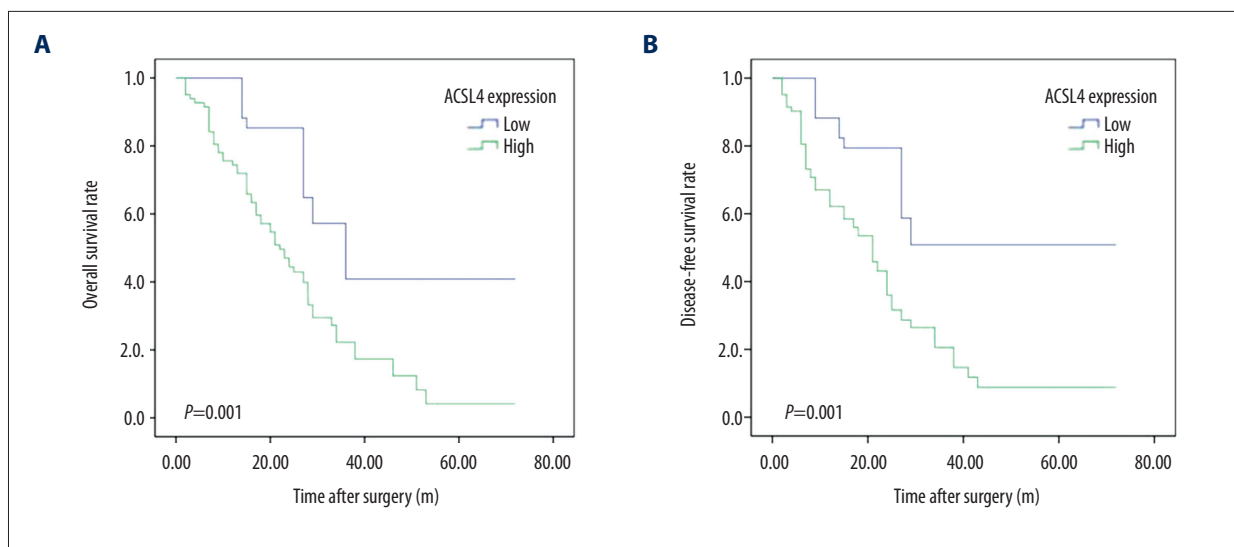 A
ACSL4 expression
Low
High
Overall survival rate
1.0
8.0
6.0
4.0
2.0.
0.0
P=0.001
0.00 20.00 40.00 60.00 80.00
Time after surgery (m)
B
ACSL4 expression
Low
High
Disease-free survival rate
1.0
8.0
6.0
4.0
2.0.
0.0
P=0.001
0.00 20.00 40.00 60.00 80.00
Time after surgery (m)